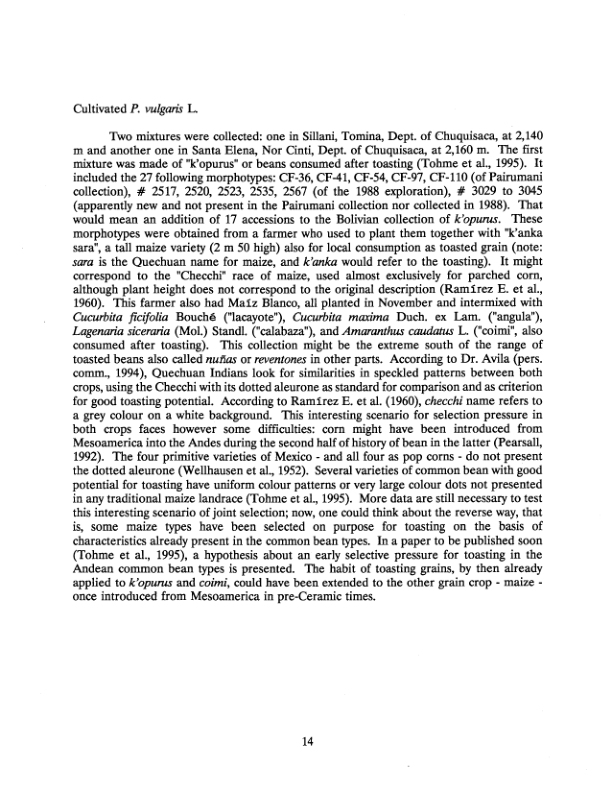 Cultivated P. vulgaris L.
Two mixtures were collected: one in Sillani, Tomina, Dept. of Chuquisaca, at 2,140
m and another one in Santa Elena, Nor Cinti, Dept. of Chuquisaca, at 2,160 m. The first
mixture was made of "k'opurus" or beans consumed after toasting (Tohme et al., 1995). It
included the 27 following morphotypes: CF-36, CF-41, CF-54, CF-97, CF-110 (of Pairumani
collection), # 2517, 2520, 2523, 2535, 2567 (of the 1988 exploration), # 3029 to 3045
(apparently new and not present in the Pairumani collection nor collected in 1988). That
would mean an addition of 17 accessions to the Bolivian collection of k'opurus. These
morphotypes were obtained from a farmer who used to plant them together with "k'anka
sara", a tall maize variety (2 m 50 high) also for local consumption as toasted grain (note:
sara is the Quechuan name for maize, and k'anka would refer to the toasting). It might
correspond to the "Checchi" race of maize, used almost exclusively for parched corn,
although plant height does not correspond to the original description (Ramírez E. et al.,
1960). This farmer also had Maíz Blanco, all planted in November and intermixed with
Cucurbita ficifolia Bouché ("lacayote"), Cucurbita maxima Duch. ex Lam. ("angula"),
Lagenaria siceraria (Mol.) Standl. ("calabaza"), and Amaranthus caudatus L. ("coimi", also
consumed after toasting). This collection might be the extreme south of the range of
toasted beans also called nuñas or reventones in other parts. According to Dr. Avila (pers.
comm., 1994), Quechuan Indians look for similarities in speckled patterns between both
crops, using the Checchi with its dotted aleurone as standard for comparison and as criterion
for good toasting potential. According to Ramírez E. et al. (1960), checchi name refers to
a grey colour on a white background. This interesting scenario for selection pressure in
both crops faces however some difficulties: corn might have been introduced from
Mesoamerica into the Andes during the second half of history of bean in the latter (Pearsall,
1992). The four primitive varieties of Mexico - and all four as pop corns - do not present
the dotted aleurone (Wellhausen et al., 1952). Several varieties of common bean with good
potential for toasting have uniform colour patterns or very large colour dots not presented
in any traditional maize landrace (Tohme et al., 1995). More data are still necessary to test
this interesting scenario of joint selection; now, one could think about the reverse way, that
is, some maize types have been selected on purpose for toasting on the basis of
characteristics already present in the common bean types. In a paper to be published soon
(Tohme et al., 1995), a hypothesis about an early selective pressure for toasting in the
Andean common bean types is presented. The habit of toasting grains, by then already
applied to k'opurus and coimi, could have been extended to the other grain crop - maize -
once introduced from Mesoamerica in pre-Ceramic times.
14